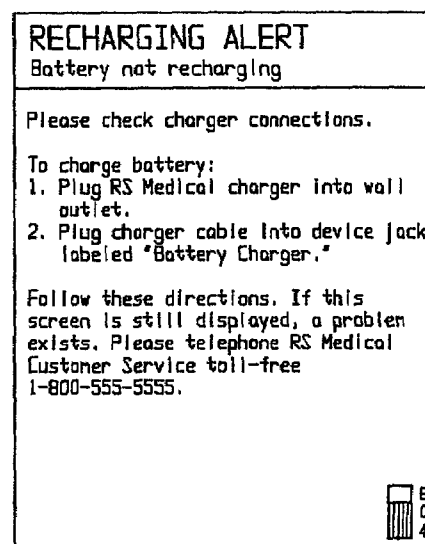 RECHARGING ALERT
Battery not recharging
Please check charger connections.
To charge battery:
1. Plug RS Medical charger into wall
outlet.
2. Plug charger cable into device jack
labeled "Battery Charger."
Follow these directions. If this
screen is still displayed, a problem
exists. Please telephone RS Medical
Customer Service toll-free
1-800-555-5555.